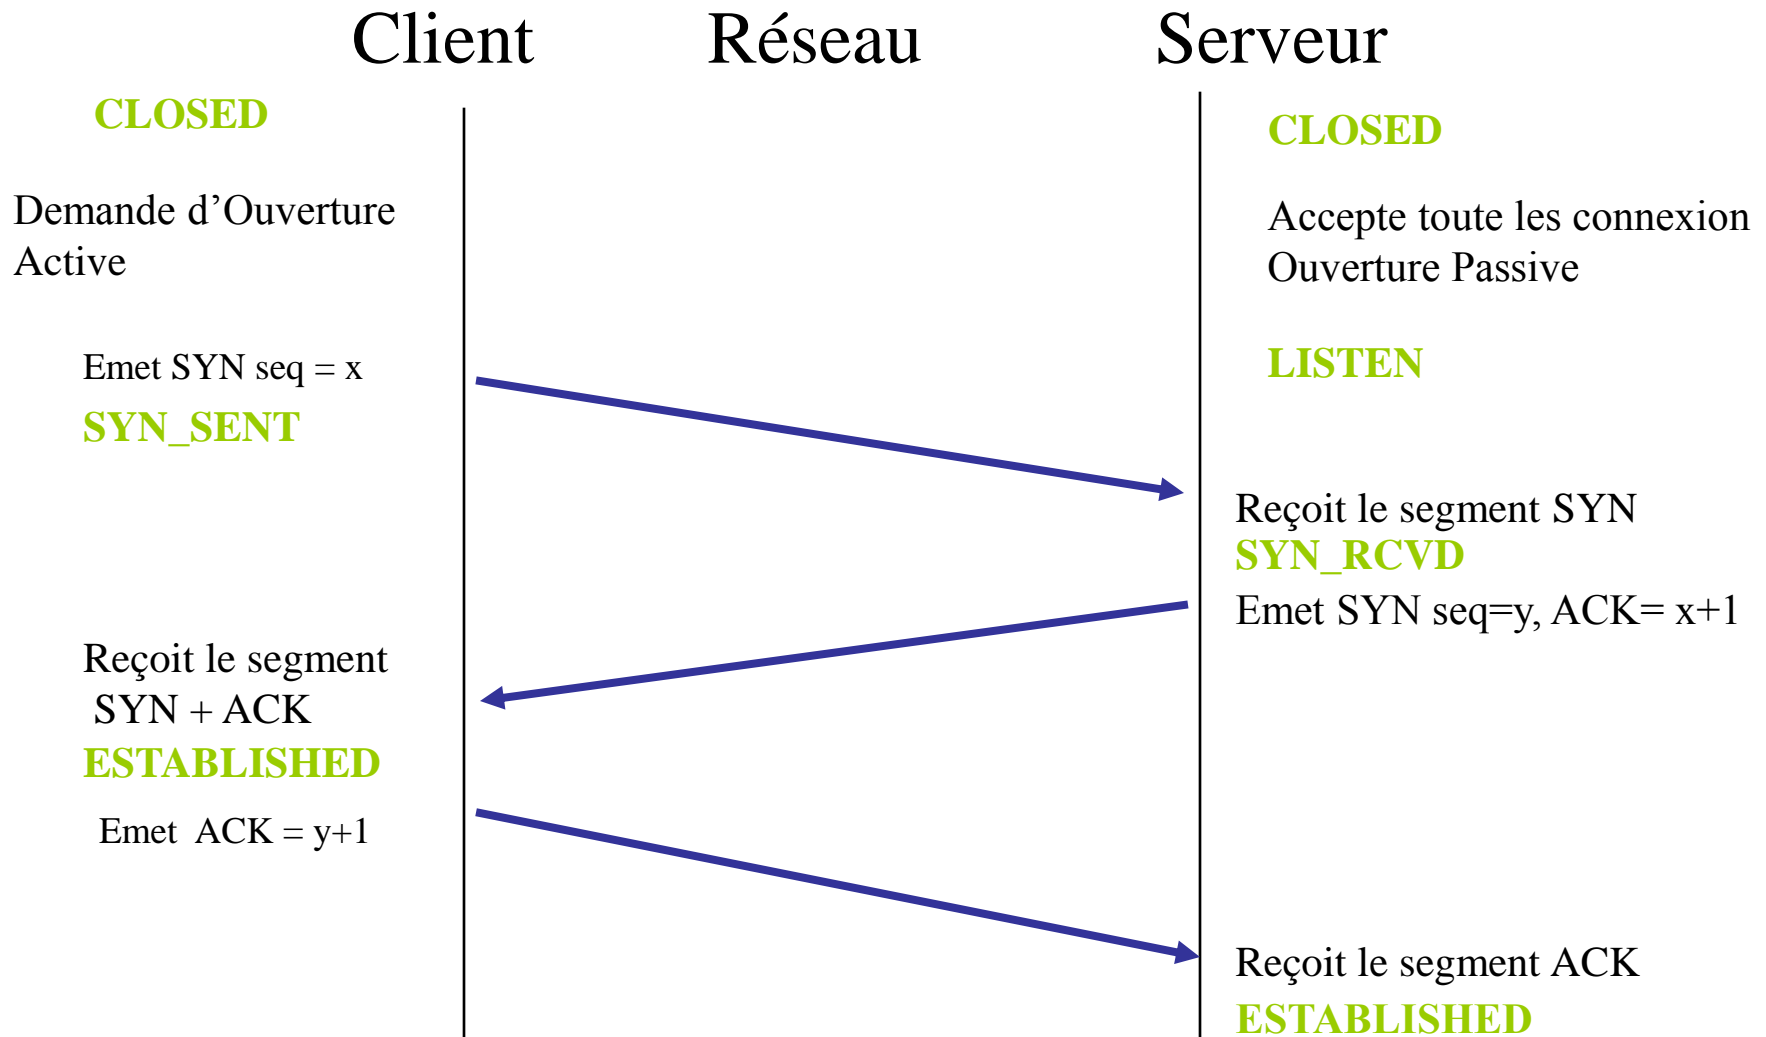 Client Réseau Serveur
CLOSED
CLOSED
Demande d’Ouverture
Active
Accepte toute les connexion
Ouverture Passive
Emet SYN seq = x
SYN_SENT
LISTEN
Reçoit le segment SYN
SYN_RCVD
Emet SYN seq=y, ACK= x+1
Reçoit le segment
SYN + ACK
ESTABLISHED
Emet ACK = y+1
Reçoit le segment ACK
ESTABLISHED